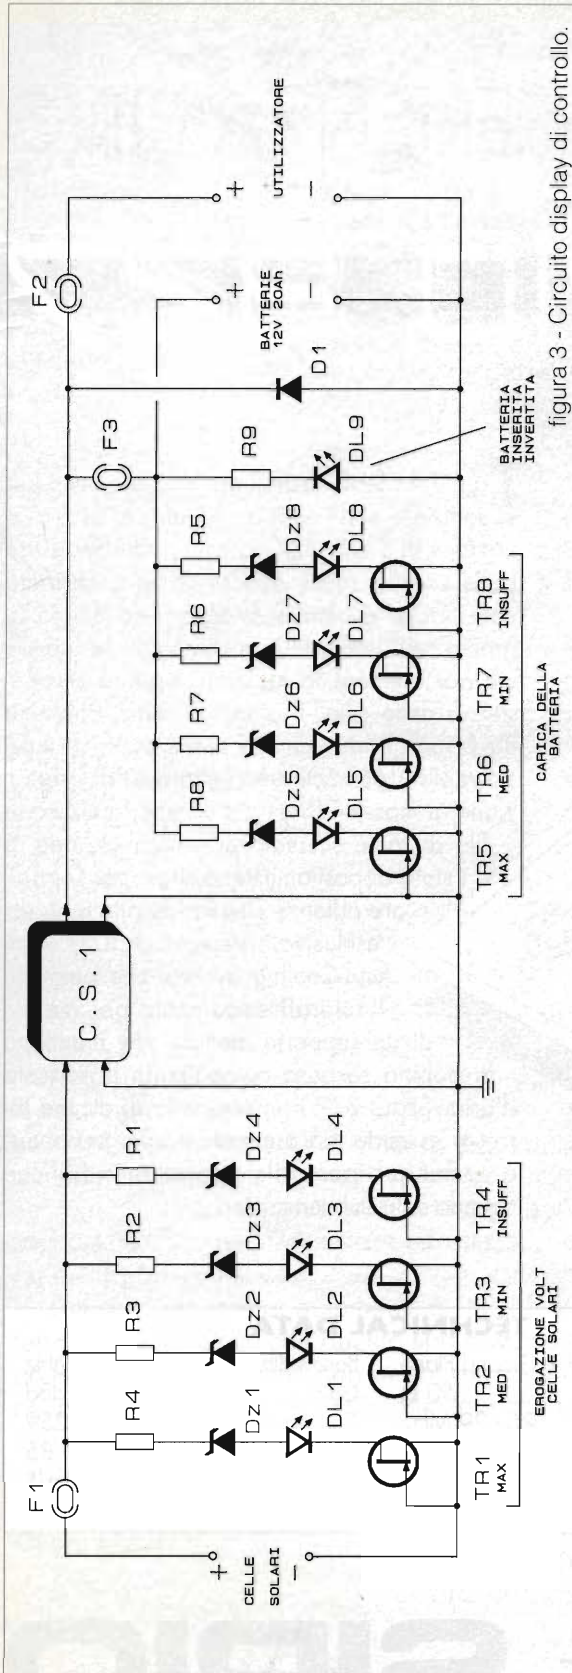 F1
F2
F3
C.S.1
R4
R3
R2
R1
R8
R7
R6
R5
R9
Dz1
Dz2
Dz3
Dz4
Dz5
Dz6
Dz7
Dz8
D1
DL1
DL2
DL3
DL4
DL5
DL6
DL7
DL8
DL9
CELLE
SOLARI
+
−
BATTERIE
12V 20Ah
+
−
UTILIZZATORE
+
−
TR1
MAX
TR2
MED
TR3
MIN
TR4
INSUFF
EROGAZIONE VOLT
CELLE SOLARI
TR5
MAX
TR6
MED
TR7
MIN
TR8
INSUFF
CARICA DELLA
BATTERIA
BATTERIA
INSERITA
INVERTITA
figura 3 - Circuito display di controllo.